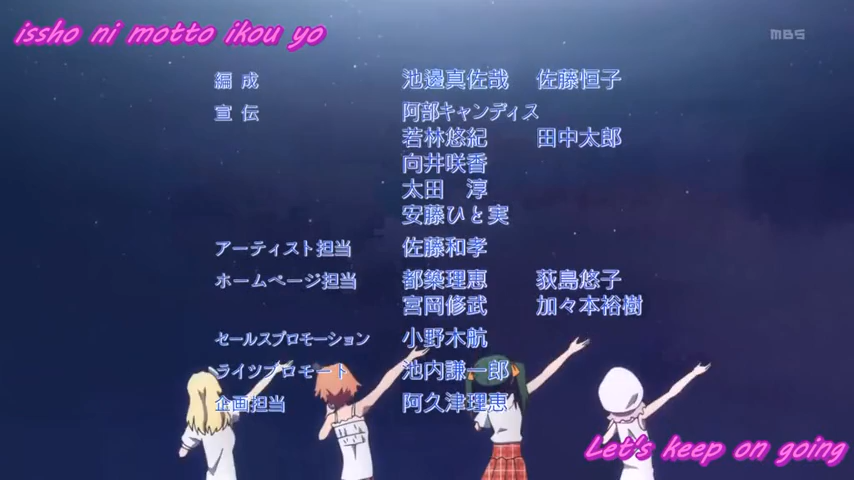 issho ni motto ikou yo
MBS
編 成 池邊真佐哉 佐藤恒子
宣 伝 阿部キャンディス
若林悠紀 田中太郎
向井咲香
太田 淳
安藤ひと実
アーティスト担当 佐藤和孝
ホームページ担当 都築理恵 荻島悠子
宮岡修武 加々本裕樹
セールスプロモーション 小野木航
ライツプロモート 池内謙一郎
企画担当 阿久津理恵
Let's keep on going